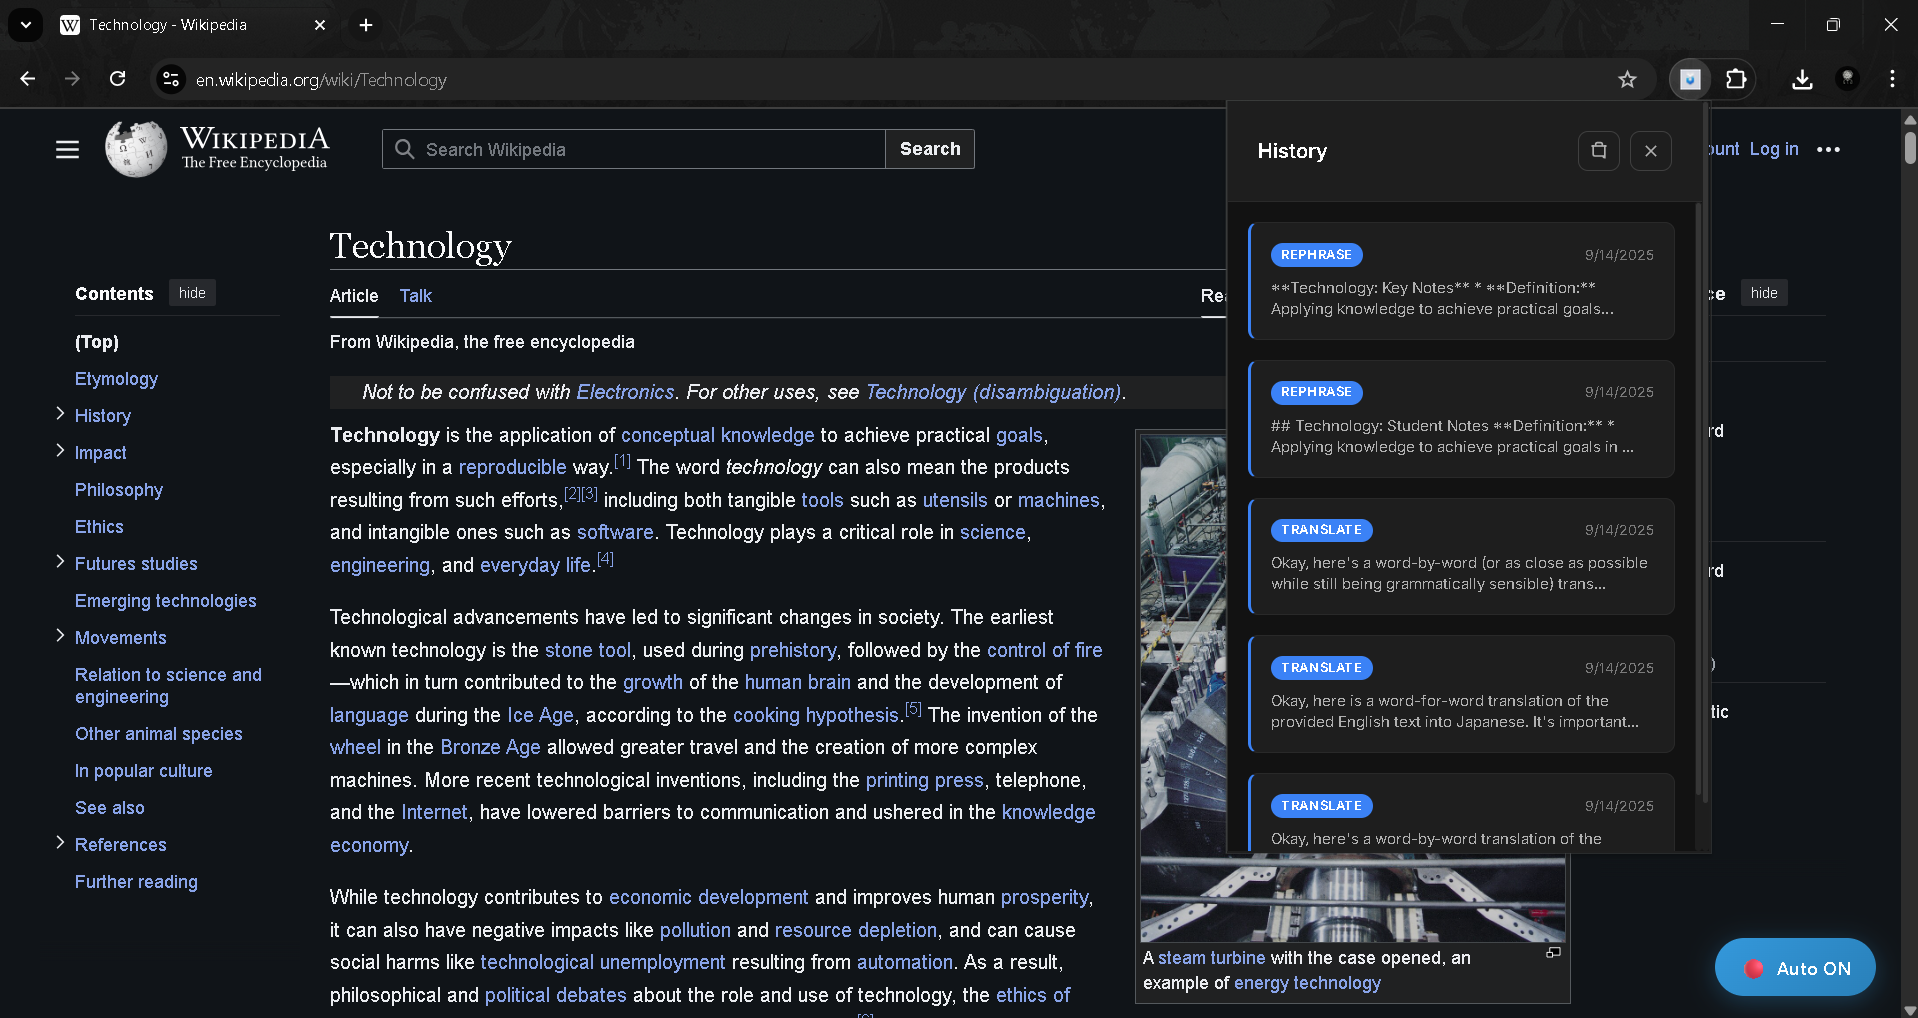 Technology - Wikipedia
en.wikipedia.org/wiki/Technology
WIKIPEDIA
The Free Encyclopedia
Search Wikipedia
Search
ount Log in
Contents hide
(Top)
Etymology
History
Impact
Philosophy
Ethics
Futures studies
Emerging technologies
Movements
Relation to science and
engineering
Other animal species
In popular culture
See also
References
Further reading
Technology
Article Talk
Rea
From Wikipedia, the free encyclopedia
Not to be confused with Electronics. For other uses, see Technology (disambiguation).
Technology is the application of conceptual knowledge to achieve practical goals,
especially in a reproducible way.[1] The word technology can also mean the products
resulting from such efforts,[2][3] including both tangible tools such as utensils or machines,
and intangible ones such as software. Technology plays a critical role in science,
engineering, and everyday life.[4]
Technological advancements have led to significant changes in society. The earliest
known technology is the stone tool, used during prehistory, followed by the control of fire
—which in turn contributed to the growth of the human brain and the development of
language during the Ice Age, according to the cooking hypothesis.[5] The invention of the
wheel in the Bronze Age allowed greater travel and the creation of more complex
machines. More recent technological inventions, including the printing press, telephone,
and the Internet, have lowered barriers to communication and ushered in the knowledge
economy.
While technology contributes to economic development and improves human prosperity,
it can also have negative impacts like pollution and resource depletion, and can cause
social harms like technological unemployment resulting from automation. As a result,
philosophical and political debates about the role and use of technology, the ethics of
A steam turbine with the case opened, an
example of energy technology
History
REPHRASE 9/14/2025
**Technology: Key Notes** * **Definition:**
Applying knowledge to achieve practical goals...
REPHRASE 9/14/2025
## Technology: Student Notes **Definition:** *
Applying knowledge to achieve practical goals in ...
TRANSLATE 9/14/2025
Okay, here's a word-by-word (or as close as possible
while still being grammatically sensible) trans...
TRANSLATE 9/14/2025
Okay, here is a word-for-word translation of the
provided English text into Japanese. It's important...
TRANSLATE 9/14/2025
Okay, here's a word-by-word translation of the
ce hide
rd
rd
)
tic
Auto ON